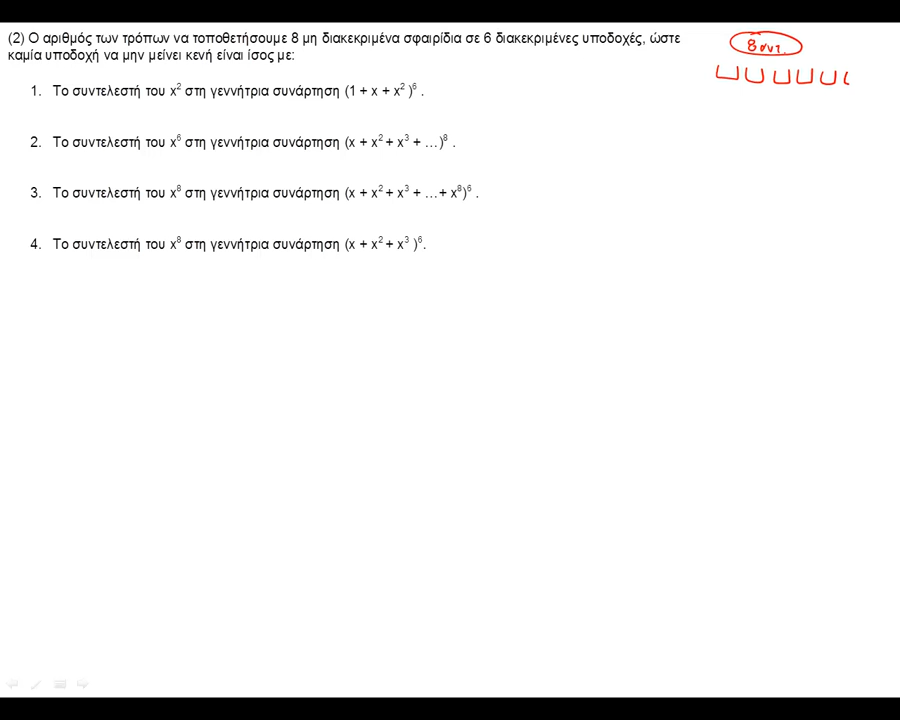 (2) Ο αριθμός των τρόπων να τοποθετήσουμε 8 μη διακεκριμένα σφαιρίδια σε 6 διακεκριμένες υποδοχές, ώστε
καμία υποδοχή να μην μείνει κενή είναι ίσος με:
8 αντ.
1. Το συντελεστή του x² στη γεννήτρια συνάρτηση (1 + x + x² )⁶ .
2. Το συντελεστή του x⁶ στη γεννήτρια συνάρτηση (x + x² + x³ + …)⁸ .
3. Το συντελεστή του x⁸ στη γεννήτρια συνάρτηση (x + x² + x³ + …+ x⁸)⁶ .
4. Το συντελεστή του x⁸ στη γεννήτρια συνάρτηση (x + x² + x³ )⁶.